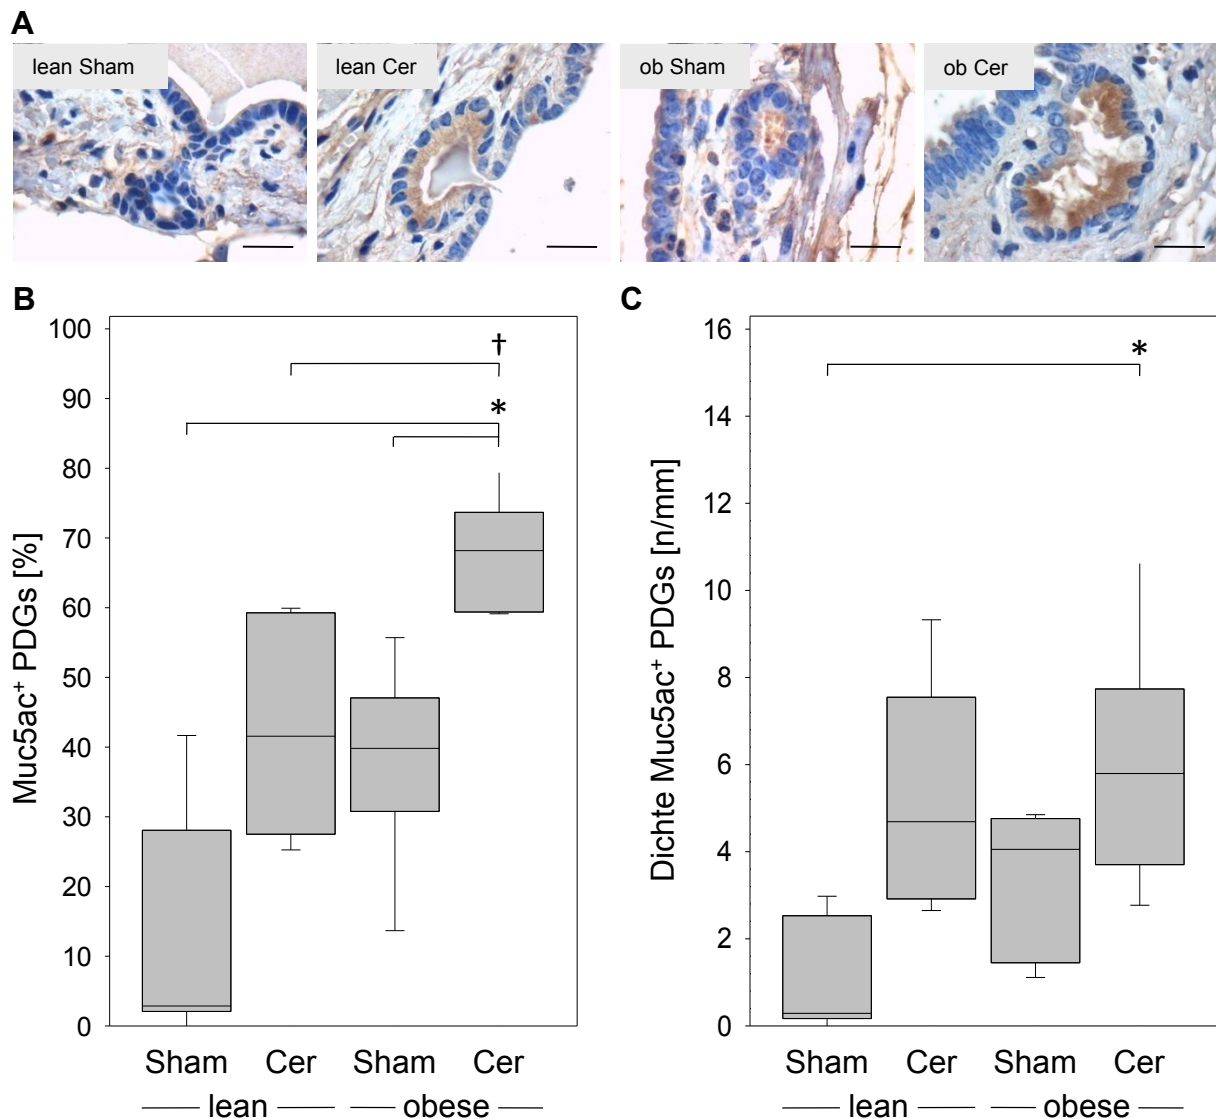 A
lean Sham
lean Cer
ob Sham
ob Cer
B
Muc5ac⁺ PDGs [%]
100
90
80
70
60
50
40
30
20
10
0
†
*
Sham Cer Sham Cer
lean obese
C
Dichte Muc5ac⁺ PDGs [n/mm]
16
14
12
10
8
6
4
2
0
*
Sham Cer Sham Cer
lean obese